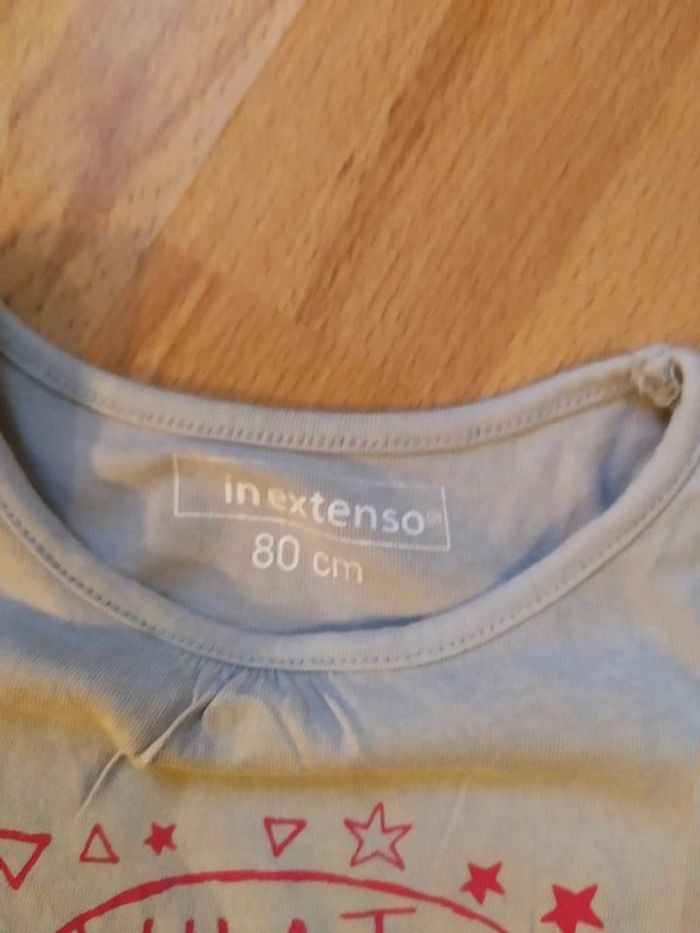 in extenso
80 cm